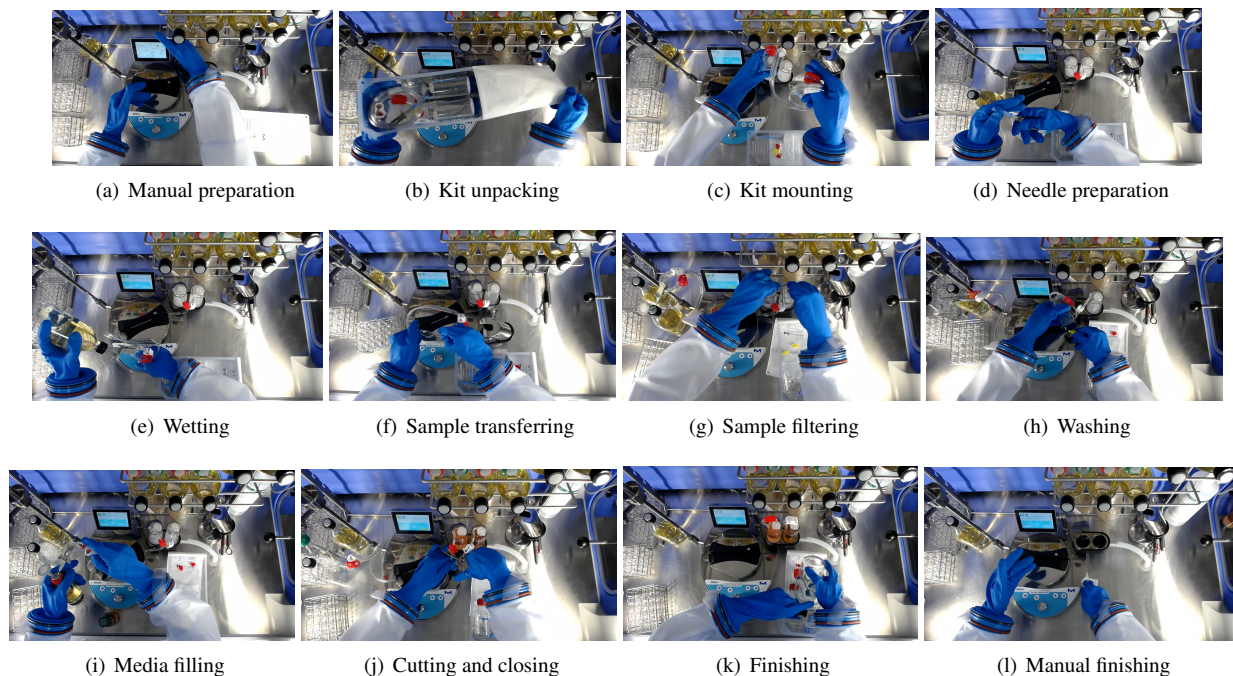 (a) Manual preparation
(b) Kit unpacking
(c) Kit mounting
(d) Needle preparation
(e) Wetting
(f) Sample transferring
(g) Sample filtering
(h) Washing
(i) Media filling
(j) Cutting and closing
(k) Finishing
(l) Manual finishing